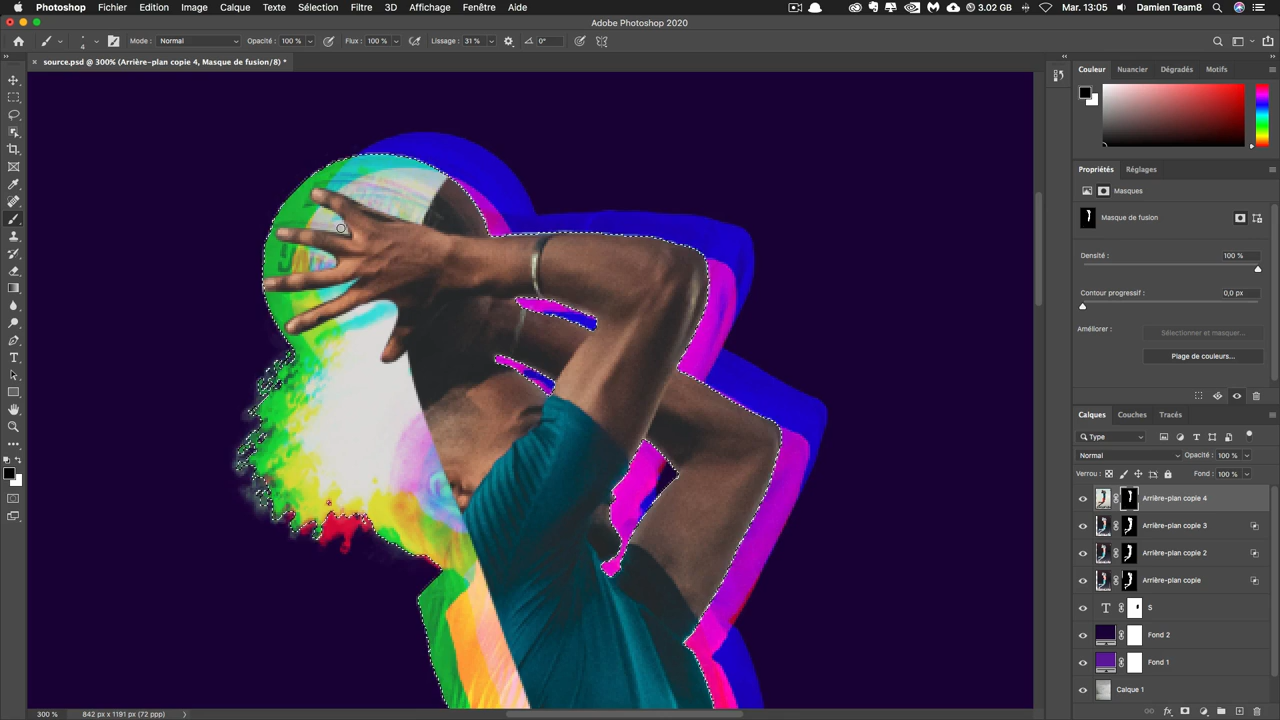 Photoshop Fichier Edition Image Calque Texte Sélection Filtre 3D Affichage Fenêtre Aide 3.02 GB Mar. 13:05 Damien Team8
Adobe Photoshop 2020
4 Mode : Normal Opacité : 100 % Flux : 100 % Lissage : 31 % 0°
× source.psd @ 300% (Arrière-plan copie 4, Masque de fusion/8) *
Couleur Nuancier Dégradés Motifs
Propriétés Réglages
Masques
Masque de fusion
Densité : 100 %
Contour progressif : 0,0 px
Améliorer : Sélectionner et masquer...
Plage de couleurs...
Calques Couches Tracés
Type
Normal Opacité : 100 %
Verrou : Fond : 100 %
Arrière-plan copie 4
Arrière-plan copie 3
Arrière-plan copie 2
Arrière-plan copie
T S
Fond 2
Fond 1
Calque 1
300 % 842 px x 1191 px (72 ppp)